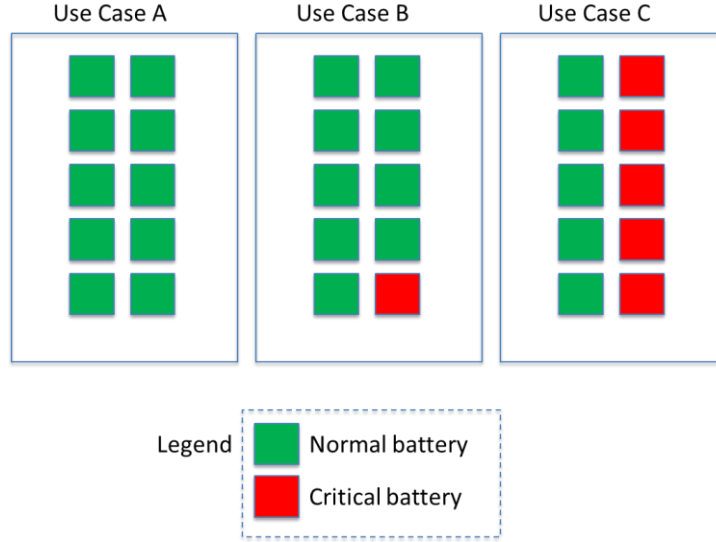 Use Case A
Use Case B
Use Case C
Legend
Normal battery
Critical battery